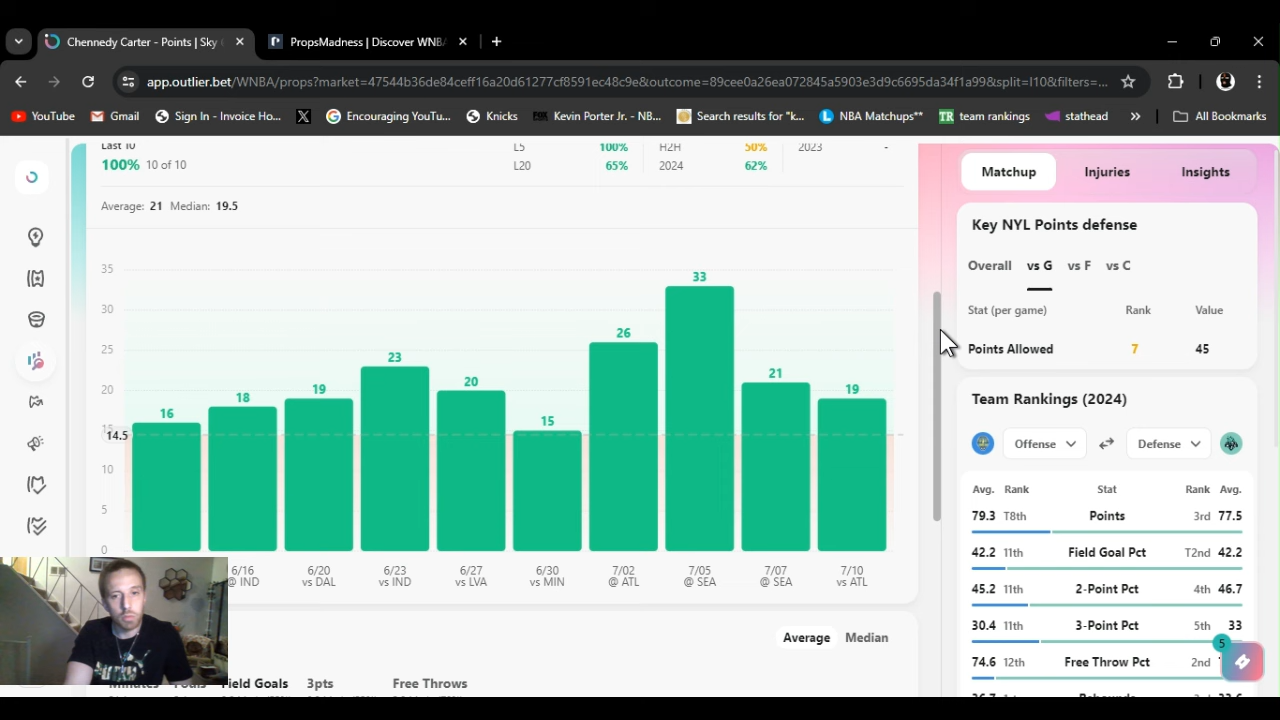 Chennedy Carter - Points | Sky
PropsMadness | Discover WNB
app.outlier.bet/WNBA/props?market=47544b36de84ceff16a20d61277cf8591ec48c9e&outcome=89cee0a26ea072845a5903e3d9c6695da34f1a99&split=l10&filters=...
YouTube Gmail Sign In - Invoice Ho... X Encouraging YouTu... Knicks FOX Kevin Porter Jr. - NB... Search results for "k... NBA Matchups** TR team rankings stathead » All Bookmarks
Last 10
100% 10 of 10
L5 100% H2H 50% 2023 -
L20 65% 2024 62%
Average: 21 Median: 19.5
35
30
25
20
10
5
0
14.5
16
18
19
23
20
15
26
33
21
19
6/16 6/20 6/23 6/27 6/30 7/02 7/05 7/07 7/10
@ IND vs DAL vs IND vs LVA vs MIN @ ATL @ SEA @ SEA vs ATL
Average Median
Minutes Fouls Field Goals 3pts Free Throws
Matchup Injuries Insights
Key NYL Points defense
Overall vs G vs F vs C
Stat (per game) Rank Value
Points Allowed 7 45
Team Rankings (2024)
Offense Defense
Avg. Rank Stat Rank Avg.
79.3 T8th Points 3rd 77.5
42.2 11th Field Goal Pct T2nd 42.2
45.2 11th 2-Point Pct 4th 46.7
30.4 11th 3-Point Pct 5th 33
5
74.6 12th Free Throw Pct 2nd
Rebounds